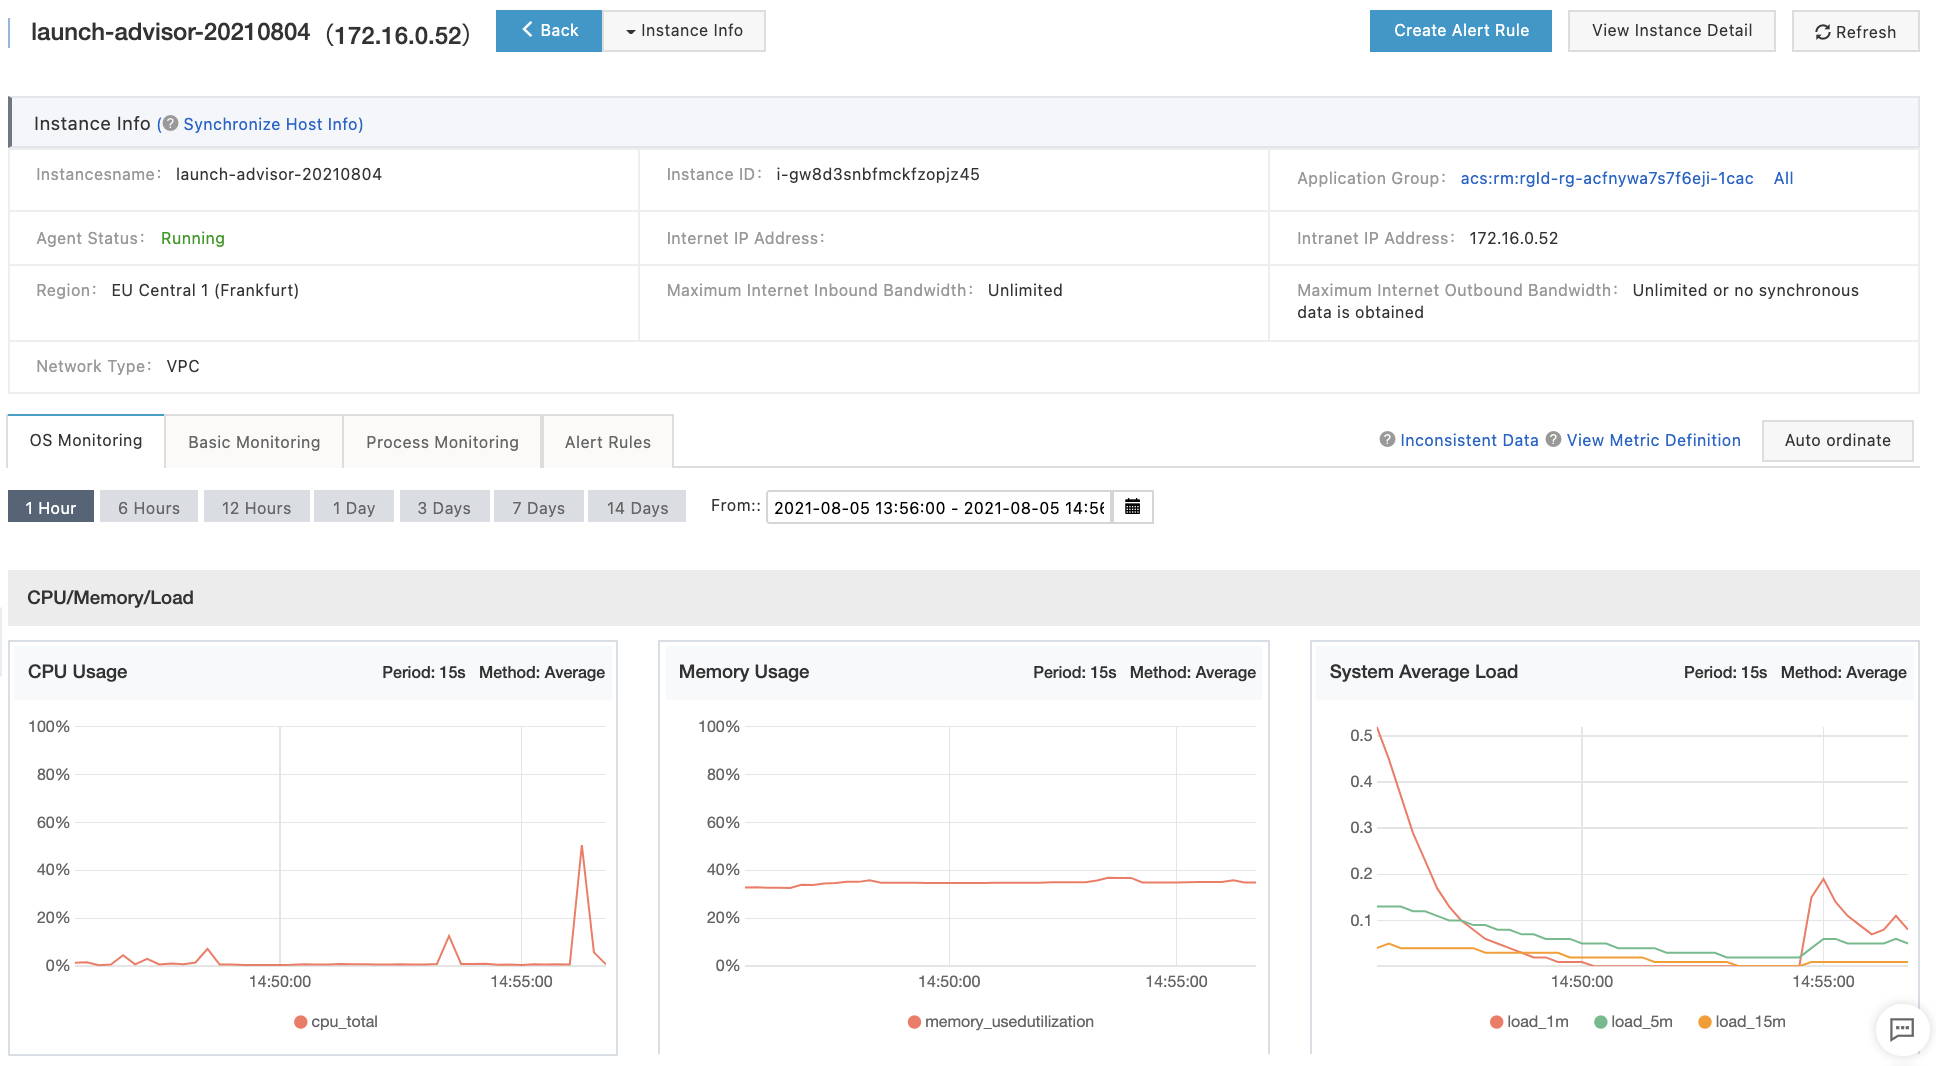 launch-advisor-20210804 (172.16.0.52) Back Instance Info Create Alert Rule View Instance Detail Refresh
Instance Info (? Synchronize Host Info)
Instancesname: launch-advisor-20210804 Instance ID: i-gw8d3snbfmckfzopjz45 Application Group: acs:rm:rgId-rg-acfnywa7s7f6eji-1cac All
Agent Status: Running Internet IP Address: Intranet IP Address: 172.16.0.52
Region: EU Central 1 (Frankfurt) Maximum Internet Inbound Bandwidth: Unlimited Maximum Internet Outbound Bandwidth: Unlimited or no synchronous
data is obtained
Network Type: VPC
OS Monitoring Basic Monitoring Process Monitoring Alert Rules ? Inconsistent Data ? View Metric Definition Auto ordinate
1 Hour 6 Hours 12 Hours 1 Day 3 Days 7 Days 14 Days From:: 2021-08-05 13:56:00 - 2021-08-05 14:56
CPU/Memory/Load
CPU Usage Period: 15s Method: Average
100%
80%
60%
40%
20%
0%
14:50:00 14:55:00
cpu_total
Memory Usage Period: 15s Method: Average
100%
80%
60%
40%
20%
0%
14:50:00 14:55:00
memory_usedutilization
System Average Load Period: 15s Method: Average
0.5
0.4
0.3
0.2
0.1
14:50:00 14:55:00
load_1m load_5m load_15m